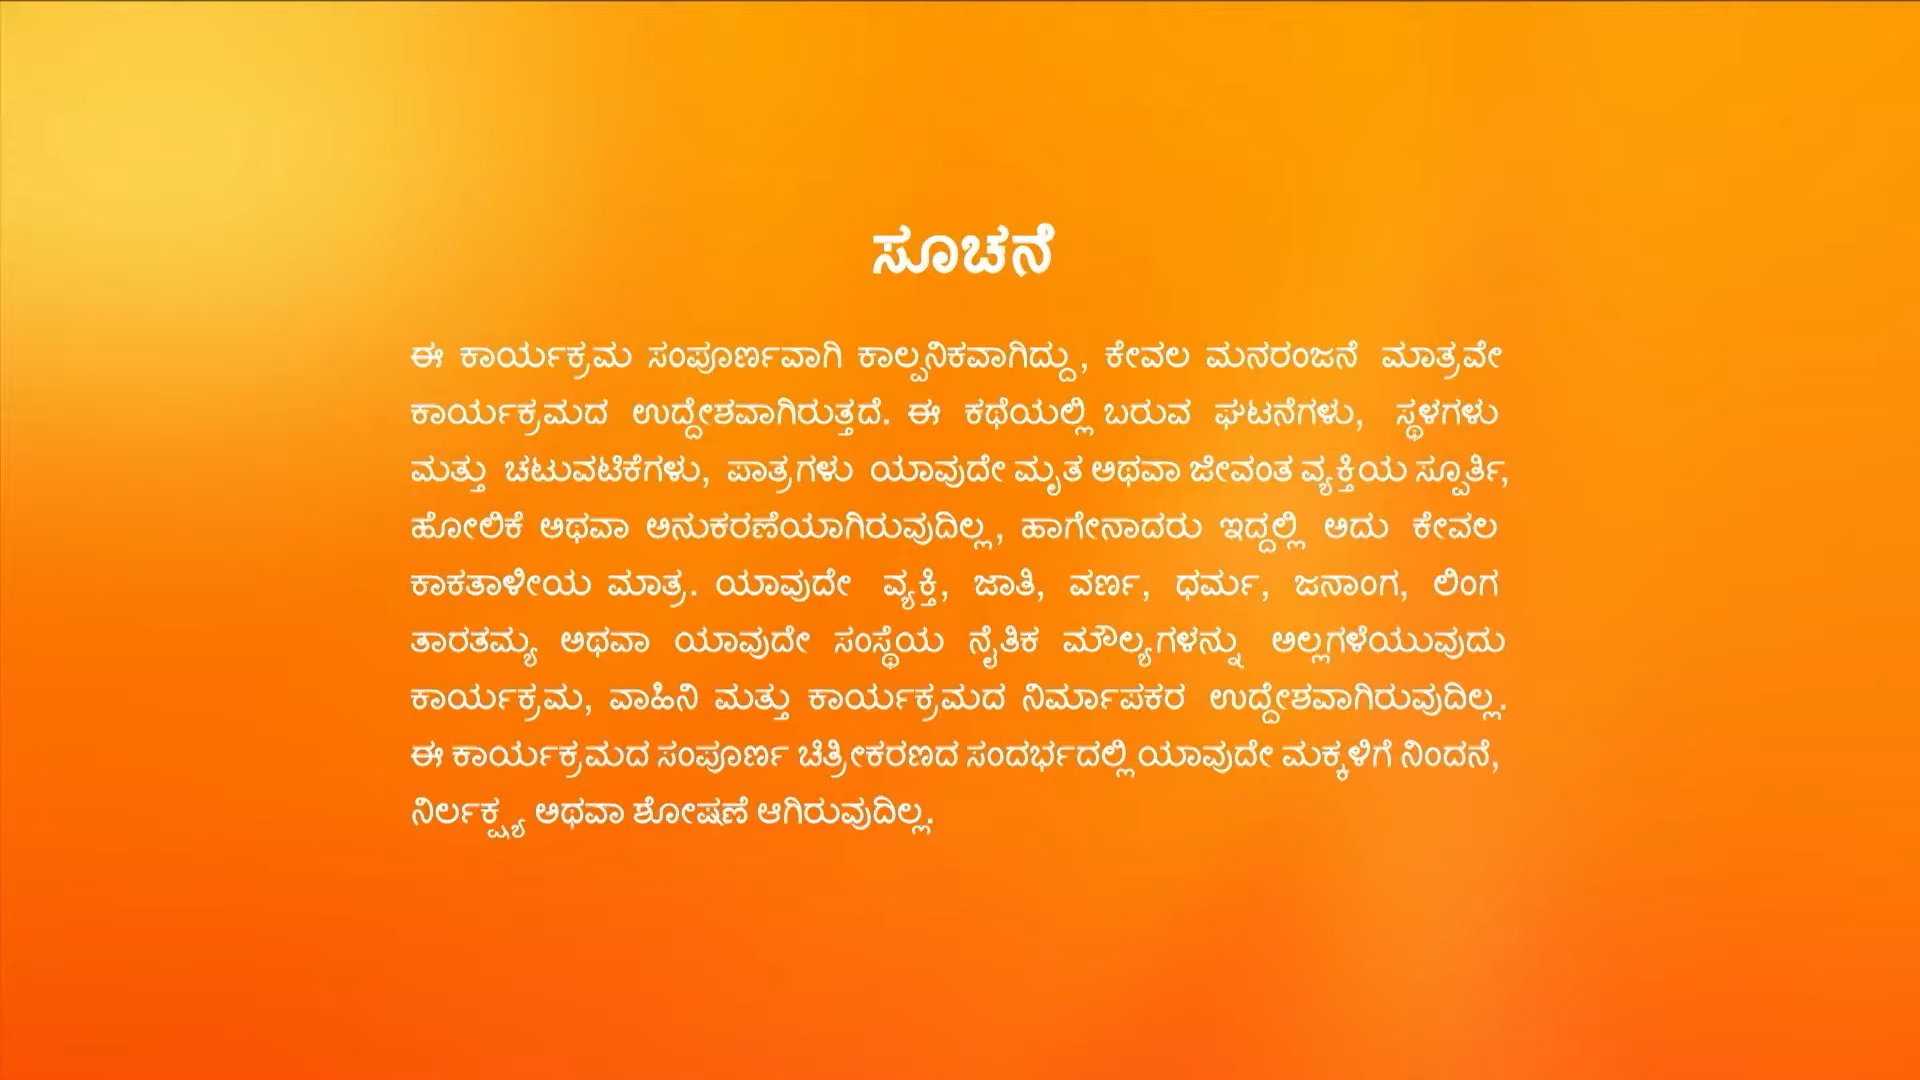 ಸೂಚನೆ
ಈ ಕಾರ್ಯಕ್ರಮ ಸಂಪೂರ್ಣವಾಗಿ ಕಾಲ್ಪನಿಕವಾಗಿದ್ದು, ಕೇವಲ ಮನರಂಜನೆ ಮಾತ್ರವೇ
ಕಾರ್ಯಕ್ರಮದ ಉದ್ದೇಶವಾಗಿರುತ್ತದೆ. ಈ ಕಥೆಯಲ್ಲಿ ಬರುವ ಘಟನೆಗಳು, ಸ್ಥಳಗಳು
ಮತ್ತು ಚಟುವಟಿಕೆಗಳು, ಪಾತ್ರಗಳು ಯಾವುದೇ ಮೃತ ಅಥವಾ ಜೀವಂತ ವ್ಯಕ್ತಿಯ ಸ್ಪೂರ್ತಿ,
ಹೋಲಿಕೆ ಅಥವಾ ಅನುಕರಣೆಯಾಗಿರುವುದಿಲ್ಲ, ಹಾಗೇನಾದರು ಇದ್ದಲ್ಲಿ ಅದು ಕೇವಲ
ಕಾಕತಾಳೀಯ ಮಾತ್ರ. ಯಾವುದೇ ವ್ಯಕ್ತಿ, ಜಾತಿ, ವರ್ಣ, ಧರ್ಮ, ಜನಾಂಗ, ಲಿಂಗ
ತಾರತಮ್ಯ ಅಥವಾ ಯಾವುದೇ ಸಂಸ್ಥೆಯ ನೈತಿಕ ಮೌಲ್ಯಗಳನ್ನು ಅಲ್ಲಗಳೆಯುವುದು
ಕಾರ್ಯಕ್ರಮ, ವಾಹಿನಿ ಮತ್ತು ಕಾರ್ಯಕ್ರಮದ ನಿರ್ಮಾಪಕರ ಉದ್ದೇಶವಾಗಿರುವುದಿಲ್ಲ.
ಈ ಕಾರ್ಯಕ್ರಮದ ಸಂಪೂರ್ಣ ಚಿತ್ರೀಕರಣದ ಸಂದರ್ಭದಲ್ಲಿ ಯಾವುದೇ ಮಕ್ಕಳಿಗೆ ನಿಂದನೆ,
ನಿರ್ಲಕ್ಷ್ಯ ಅಥವಾ ಶೋಷಣೆ ಆಗಿರುವುದಿಲ್ಲ.